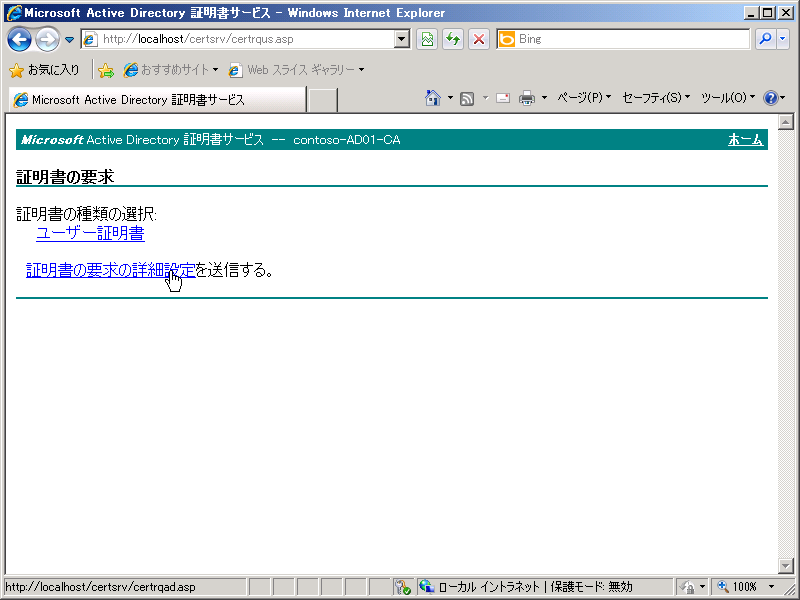 Microsoft Active Directory 証明書サービス - Windows Internet Explorer
http://localhost/certsrv/certrqus.asp
Bing
お気に入り
おすすめサイト
Web スライス ギャラリー
Microsoft Active Directory 証明書サービス
ページ(P)
セーフティ(S)
ツール(O)
Microsoft Active Directory 証明書サービス -- contoso-AD01-CA
ホーム
証明書の要求
証明書の種類の選択:
ユーザー証明書
証明書の要求の詳細設定を送信する。
http://localhost/certsrv/certrqad.asp
ローカル イントラネット | 保護モード: 無効
100%